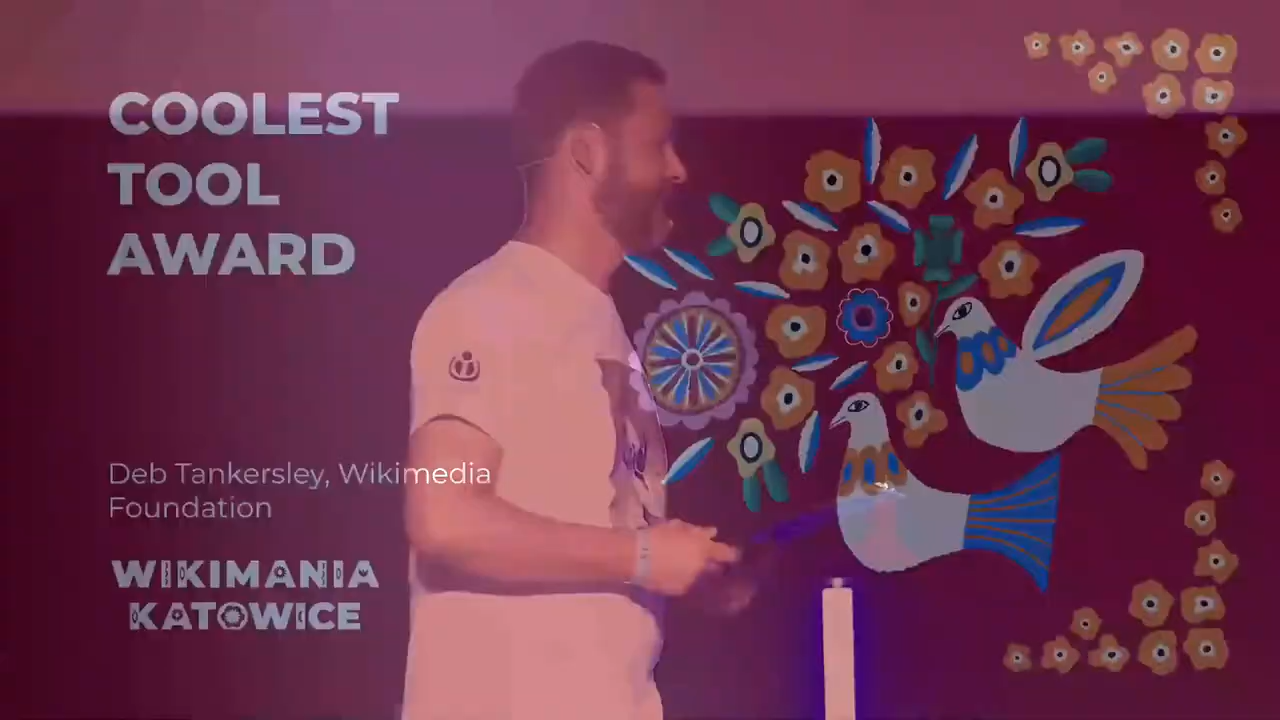 COOLEST
TOOL
AWARD
Deb Tankersley, Wikimedia
Foundation
WIKIMANIA
KATOWICE